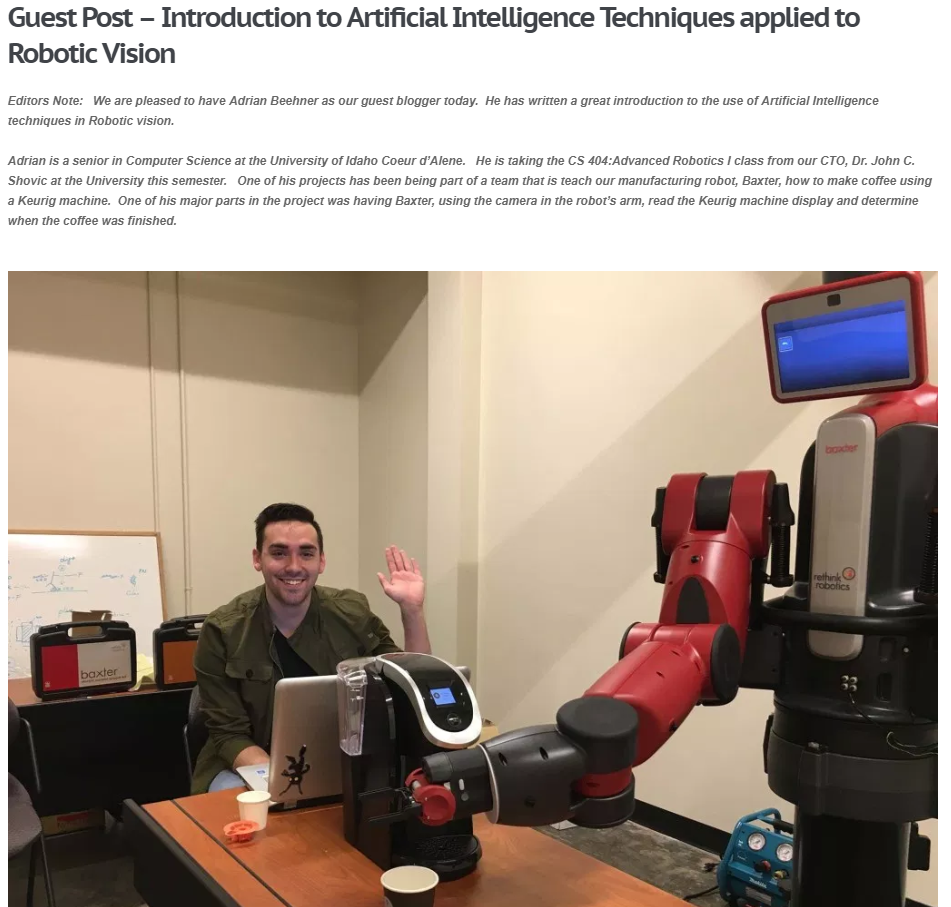 Guest Post – Introduction to Artificial Intelligence Techniques applied to
Robotic Vision
Editors Note:   We are pleased to have Adrian Beehner as our guest blogger today.  He has written a great introduction to the use of Artificial Intelligence
techniques in Robotic vision.
Adrian is a senior in Computer Science at the University of Idaho Coeur d’Alene.   He is taking the CS 404:Advanced Robotics I class from our CTO, Dr. John C.
Shovic at the University this semester.   One of his projects has been being part of a team that is teach our manufacturing robot, Baxter, how to make coffee using
a Keurig machine.  One of his major parts in the project was having Baxter, using the camera in the robot’s arm, read the Keurig machine display and determine
when the coffee was finished.
baxter
rethink
robotics
baxter